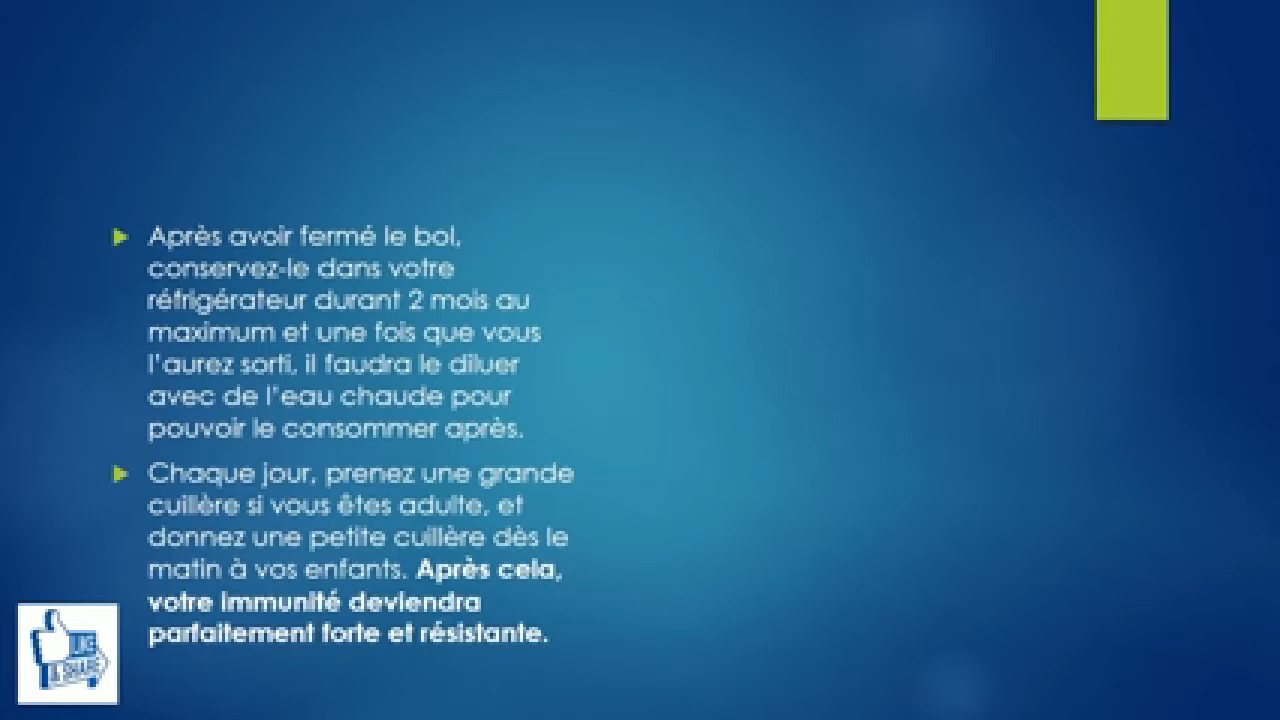 Après avoir fermé le bol,
conservez-le dans votre
réfrigérateur durant 2 mois au
maximum et une fois que vous
l'aurez sorti, il faudra le diluer
avec de l'eau chaude pour
pouvoir le consommer après.
Chaque jour, prenez une grande
cuillère si vous êtes adulte, et
donnez une petite cuillère dès le
matin à vos enfants. Après cela,
votre immunité deviendra
parfaitement forte et résistante.
& SHARE